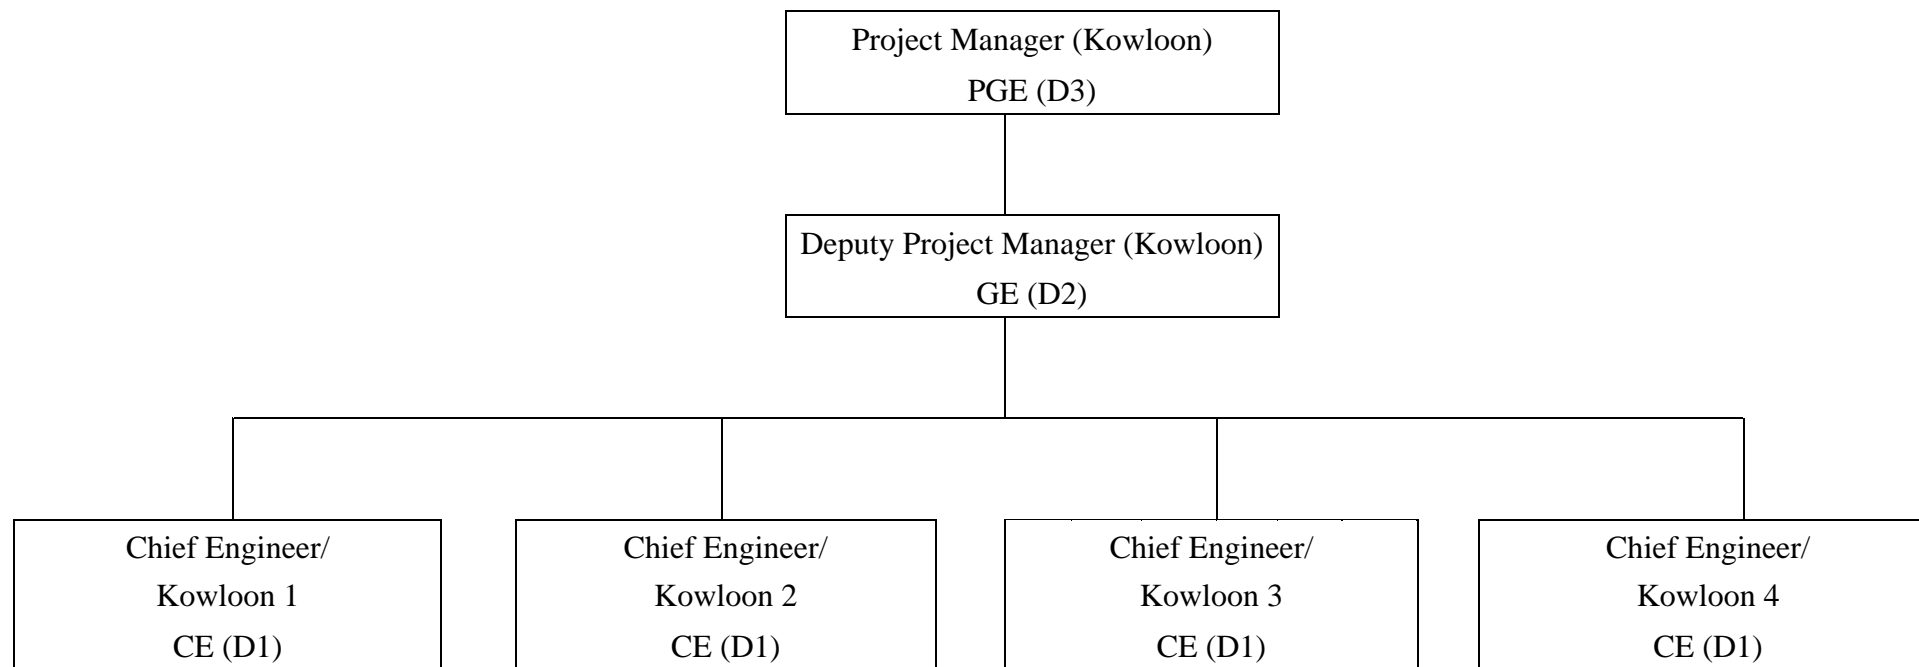 Project Manager (Kowloon)
PGE (D3)
Deputy Project Manager (Kowloon)
GE (D2)
Chief Engineer/
Kowloon 1
CE (D1)
Chief Engineer/
Kowloon 2
CE (D1)
Chief Engineer/
Kowloon 3
CE (D1)
Chief Engineer/
Kowloon 4
CE (D1)